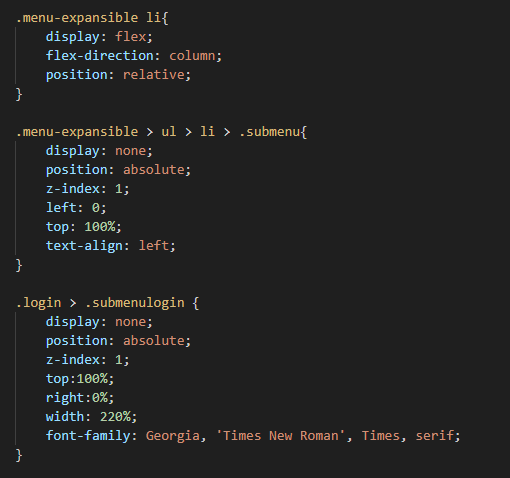 .menu-expansible li{
display: flex;
flex-direction: column;
position: relative;
}
.menu-expansible > ul > li > .submenu{
display: none;
position: absolute;
z-index: 1;
left: 0;
top: 100%;
text-align: left;
}
.login > .submenulogin {
display: none;
position: absolute;
z-index: 1;
top:100%;
right:0%;
width: 220%;
font-family: Georgia, 'Times New Roman', Times, serif;
}